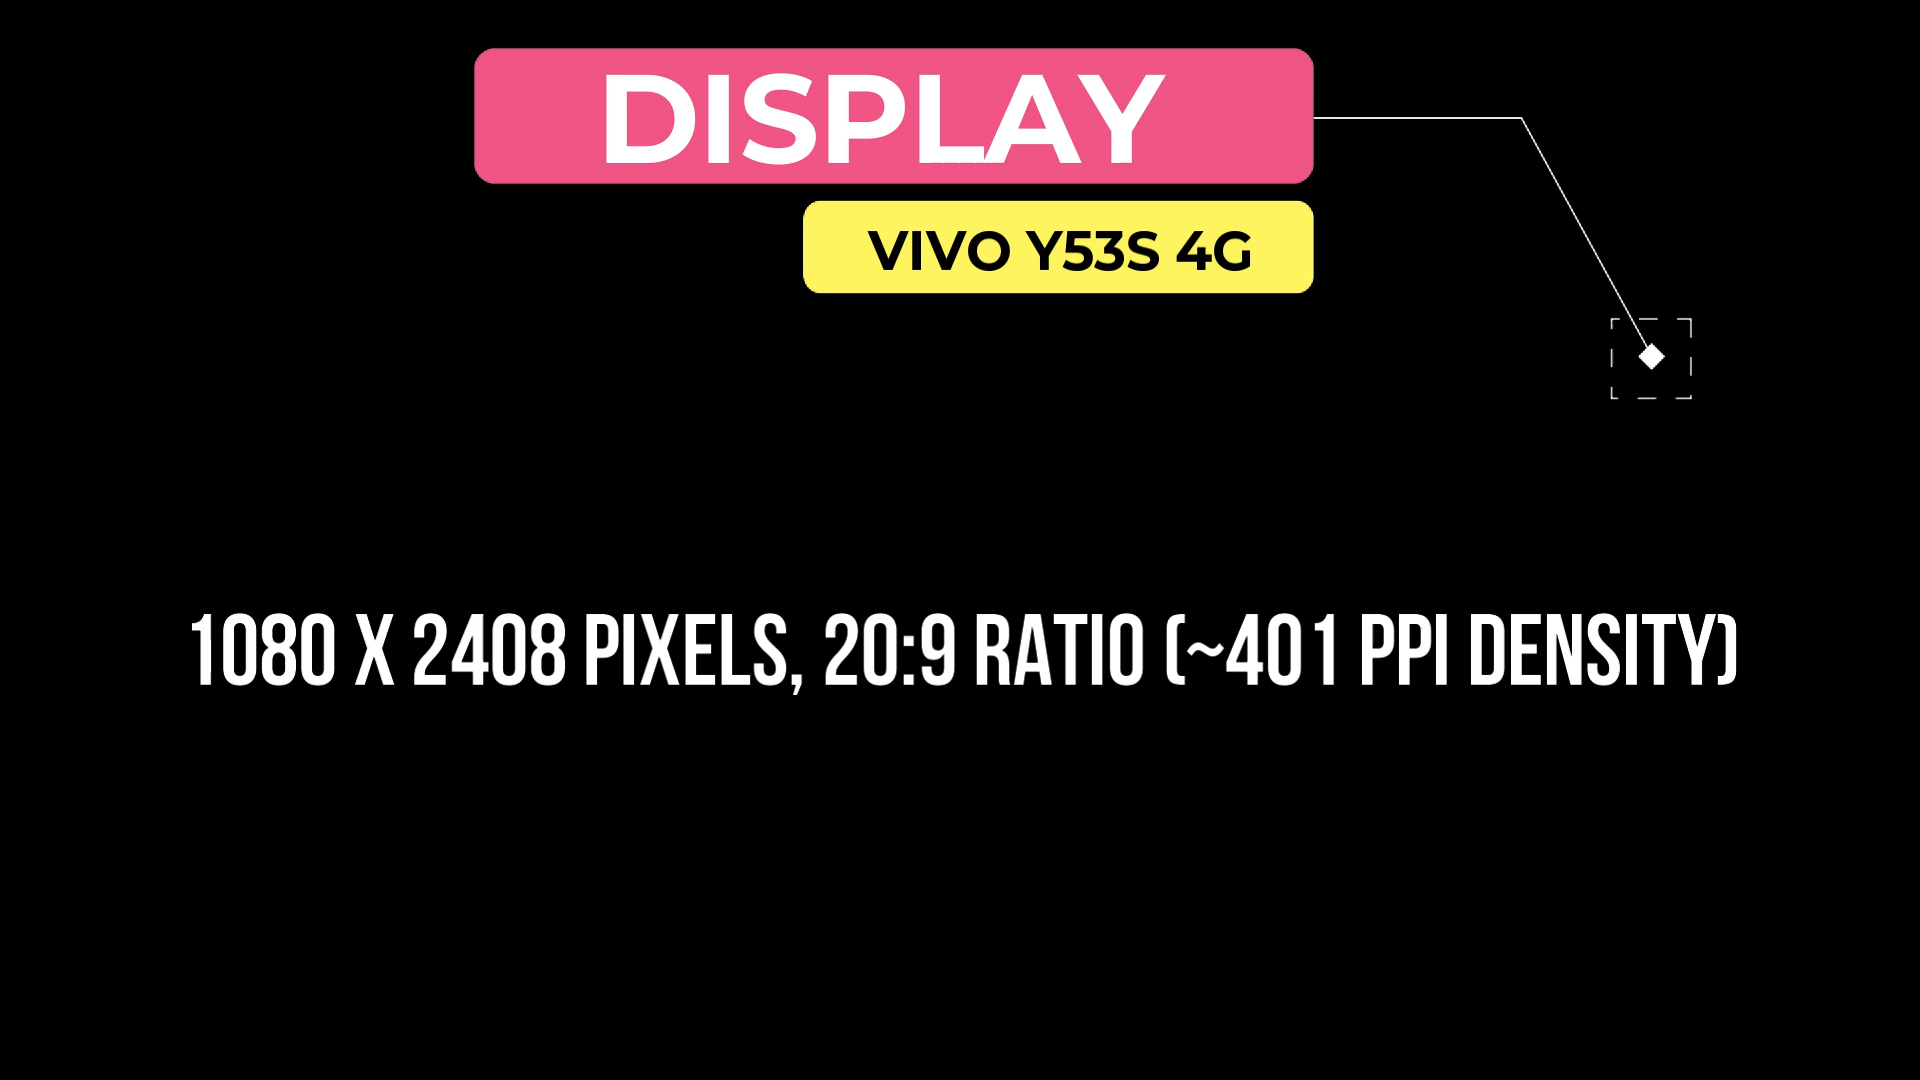 DISPLAY
VIVO Y53S 4G
1080 X 2408 PIXELS, 20:9 RATIO (~401 PPI DENSITY)